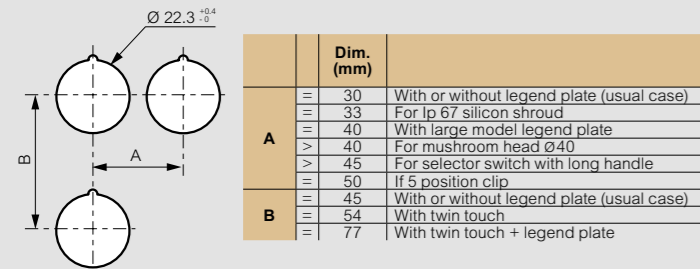 Ø 22.3 +0.4 -0
A
B
Dim. (mm)
A
= 30 With or without legend plate (usual case)
= 33 For Ip 67 silicon shroud
= 40 With large model legend plate
> 40 For mushroom head Ø40
> 45 For selector switch with long handle
= 50 If 5 position clip
B
= 45 With or without legend plate (usual case)
= 54 With twin touch
= 77 With twin touch + legend plate